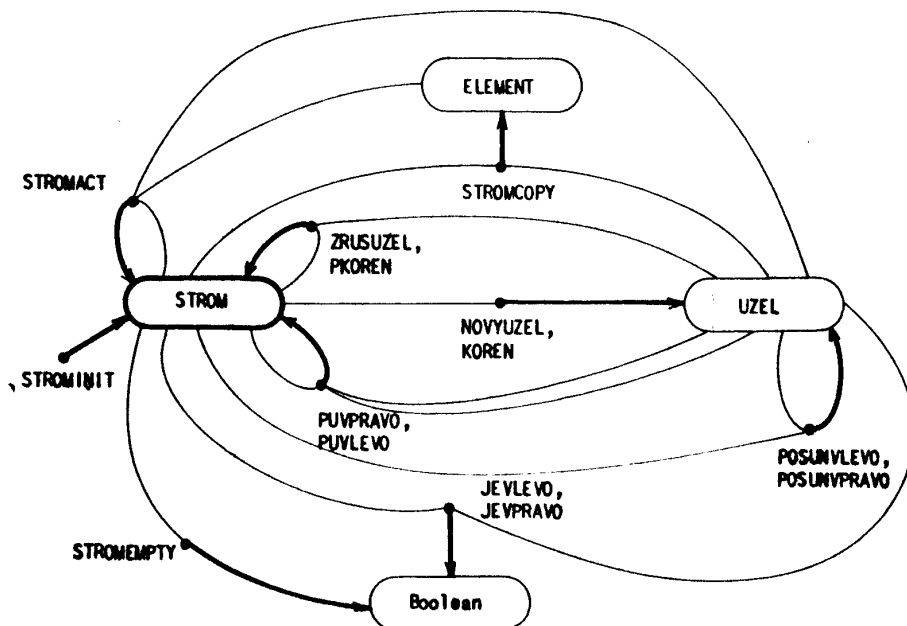 ELEMENT
STROMACT
STROMCOPY
ZRUSUZEL,
PKOREN
STROM
UZEL
NOVYUZEL,
KOREN
STROMINIT
PUVPRAVO,
PUVLEVO
POSUNVLEVO,
POSUNVPRAVO
JEVLEVO,
JEVPRAVO
STROMEMPTY
Boolean